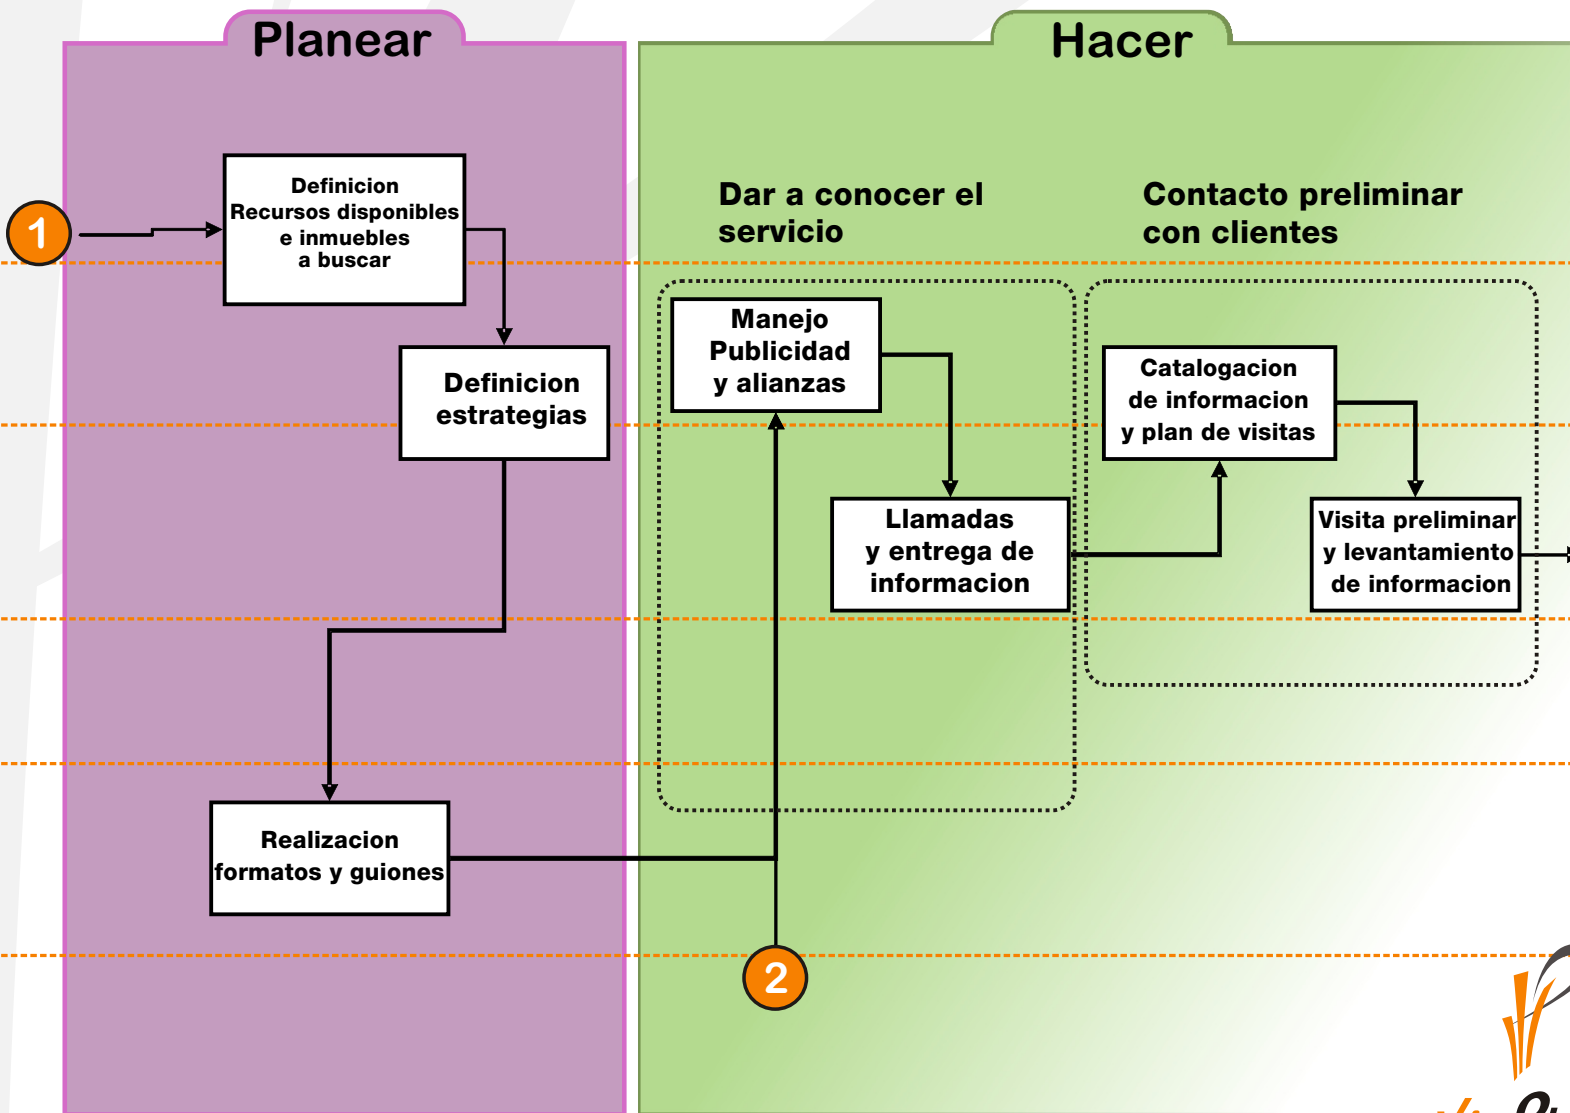 Planear
Hacer
1
Definicion
Recursos disponibles
e inmuebles
a buscar
Definicion
estrategias
Realizacion
formatos y guiones
Dar a conocer el
servicio
Manejo
Publicidad
y alianzas
Llamadas
y entrega de
informacion
2
Contacto preliminar
con clientes
Catalogacion
de informacion
y plan de visitas
Visita preliminar
y levantamiento
de informacion